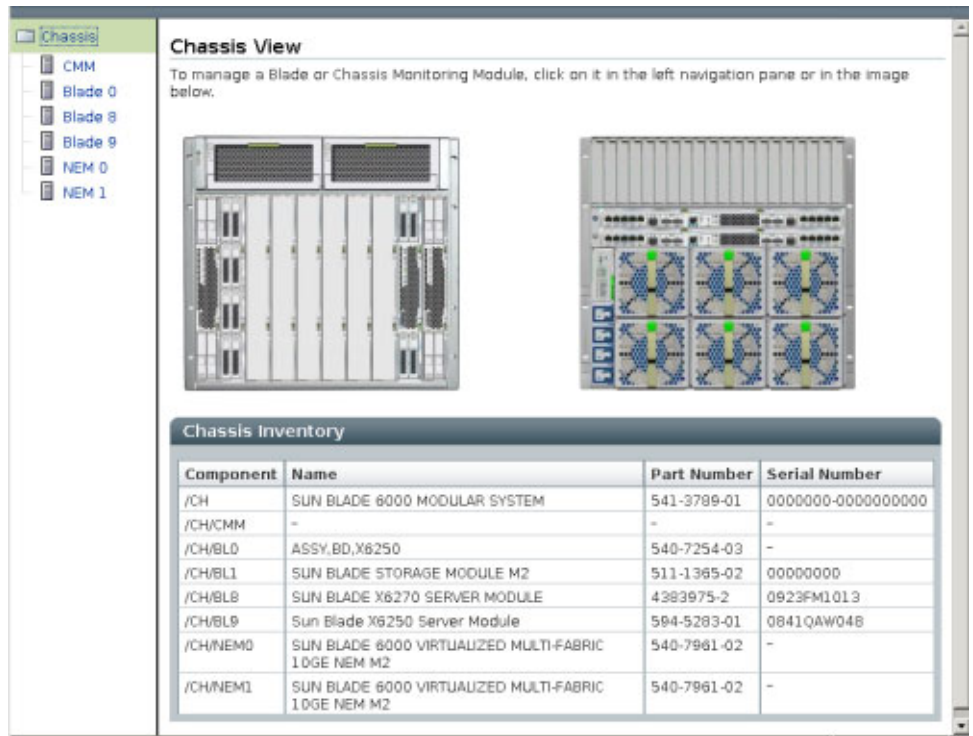 Chassis
CMM
Blade 0
Blade 8
Blade 9
NEM 0
NEM 1
Chassis View
To manage a Blade or Chassis Monitoring Module, click on it in the left navigation pane or in the image
below.
Chassis Inventory
Component Name Part Number Serial Number
/CH SUN BLADE 6000 MODULAR SYSTEM 541-3789-01 0000000-0000000000
/CH/CMM - - -
/CH/BL0 ASSY,BD,X6250 540-7254-03 -
/CH/BL1 SUN BLADE STORAGE MODULE M2 511-1365-02 00000000
/CH/BL8 SUN BLADE X6270 SERVER MODULE 4383975-2 0923FM1013
/CH/BL9 Sun Blade X6250 Server Module 594-5283-01 0841QAW048
/CH/NEM0 SUN BLADE 6000 VIRTUALIZED MULTI-FABRIC 540-7961-02 -
10GE NEM M2
/CH/NEM1 SUN BLADE 6000 VIRTUALIZED MULTI-FABRIC 540-7961-02 -
10GE NEM M2